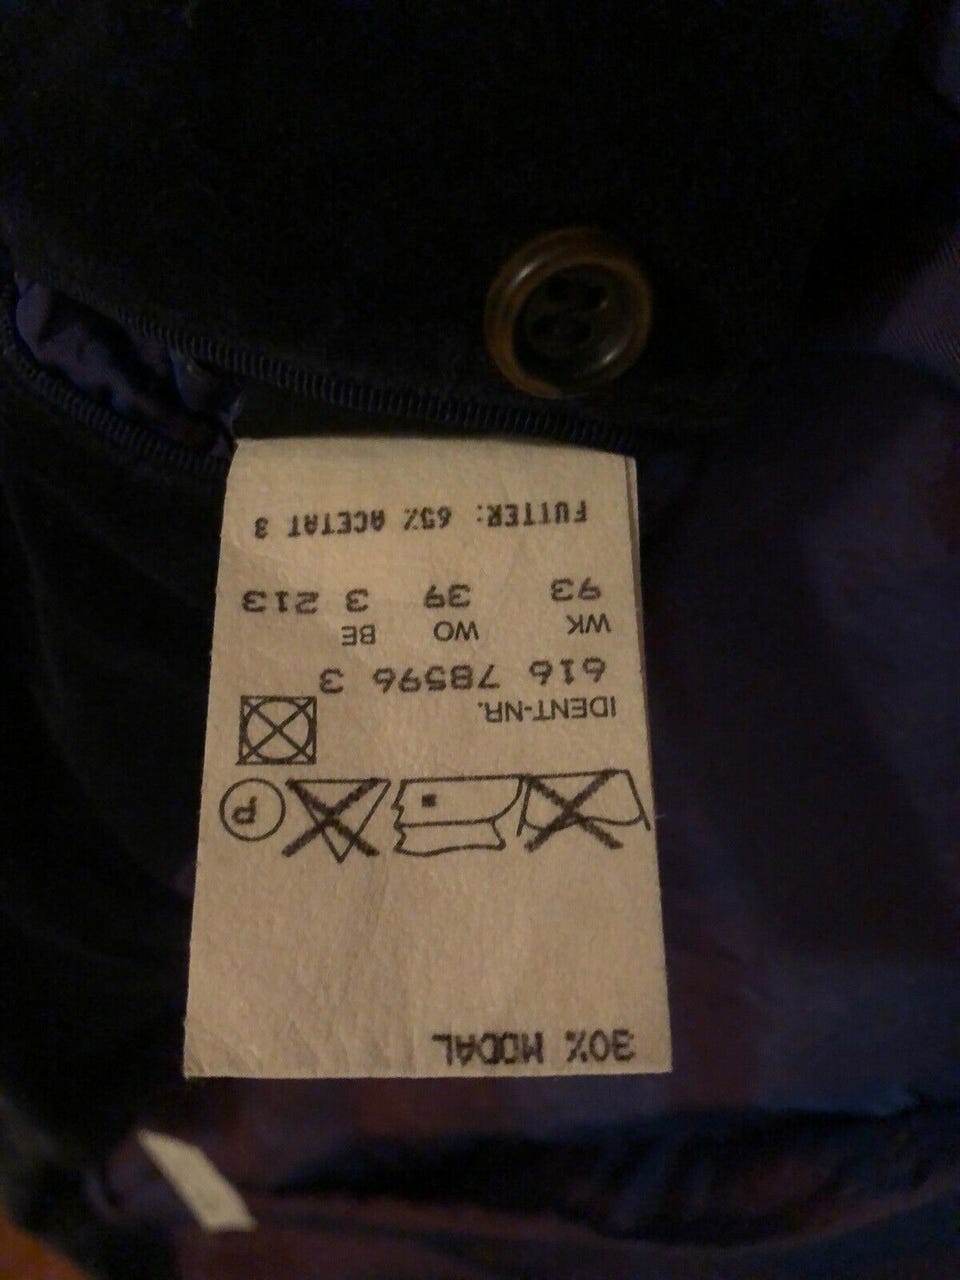 30% MODAL
P
IDENT-NR.
616 78596 3
WK WO BE
93 39 3 213
FUTTER: 65% ACETAT 3